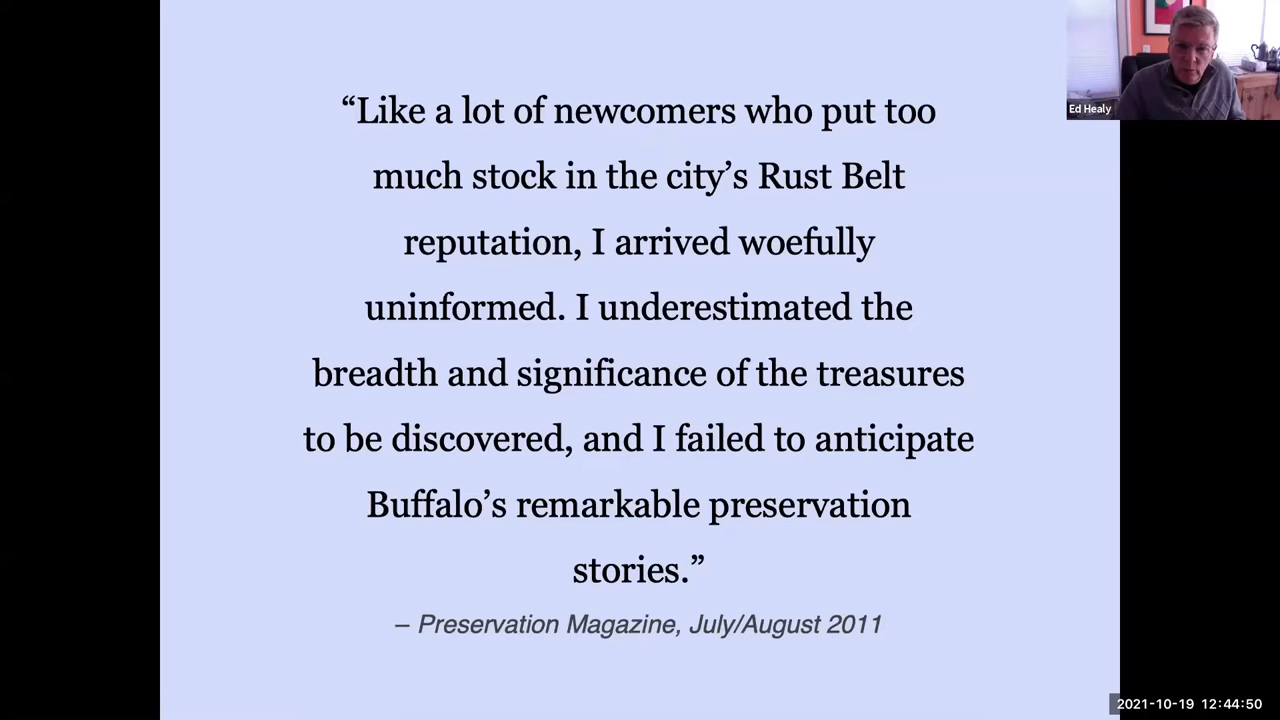 “Like a lot of newcomers who put too
much stock in the city’s Rust Belt
reputation, I arrived woefully
uninformed. I underestimated the
breadth and significance of the treasures
to be discovered, and I failed to anticipate
Buffalo’s remarkable preservation
stories.”
– Preservation Magazine, July/August 2011
Ed Healy
2021-10-19 12:44:50